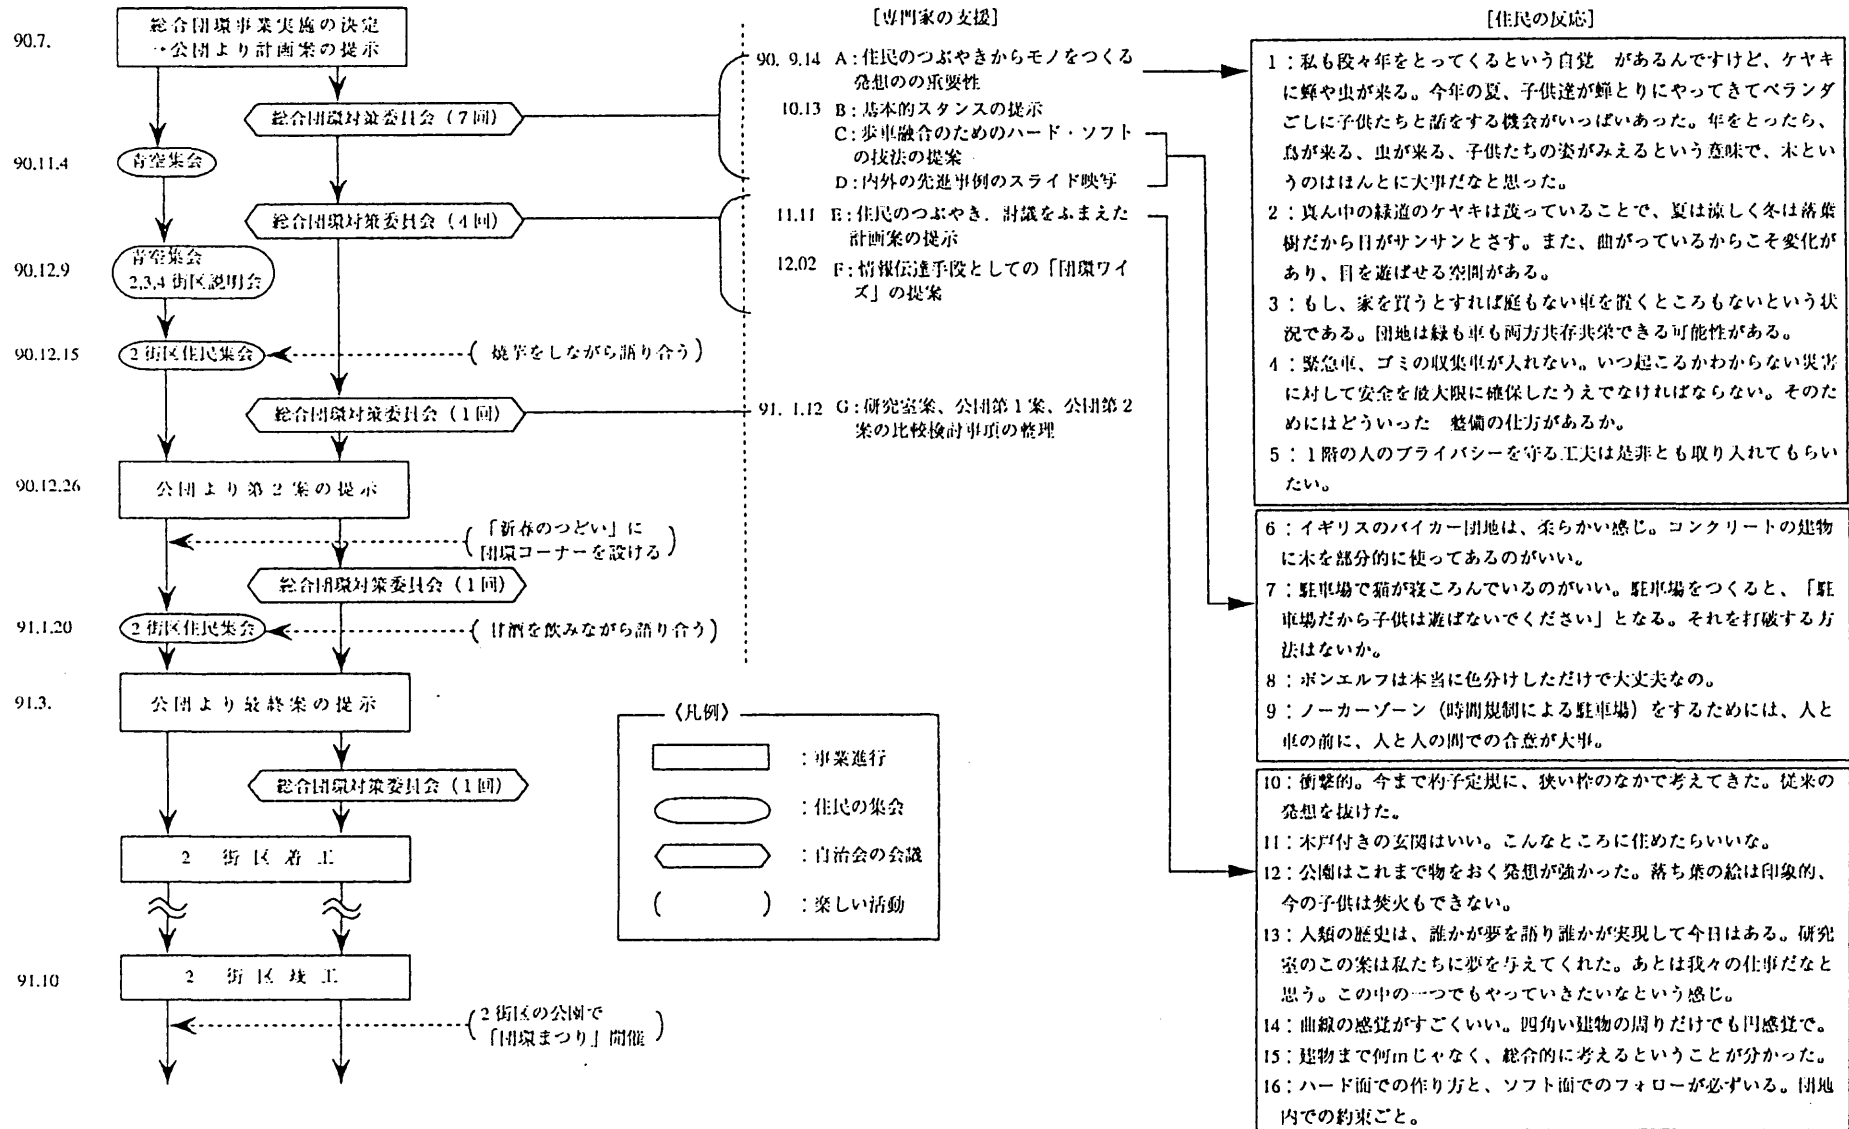 90.7.
総合団環事業実施の決定
→公団より計画案の提示
総合団環対策委員会（7回）
90.11.4
青空集会
総合団環対策委員会（4回）
90.12.9
青空集会
2,3,4街区説明会
90.12.15
2街区住民集会
（焼芋をしながら語り合う）
総合団環対策委員会（1回）
90.12.26
公団より第2案の提示
（「新春のつどい」に
団環コーナーを設ける）
総合団環対策委員会（1回）
91.1.20
2街区住民集会
（甘酒を飲みながら語り合う）
91.3.
公団より最終案の提示
総合団環対策委員会（1回）
2街区着工
91.10
2街区竣工
（2街区の公園で
「団環まつり」開催）
〈凡例〉
：事業進行
：住民の集会
：自治会の会議
（ ）：楽しい活動
［専門家の支援］
90. 9.14 A：住民のつぶやきからモノをつくる
発想のの重要性
10.13 B：基本的スタンスの提示
C：歩車融合のためのハード・ソフト
の技法の提案
D：内外の先進事例のスライド映写
11.11 E：住民のつぶやき．討議をふまえた
計画案の提示
12.02 F：情報伝達手段としての「団環ワイ
ズ」の提案
91. 1.12 G：研究室案、公団第1案、公団第2
案の比較検討事項の整理
［住民の反応］
1：私も段々年をとってくるという自覚　があるんですけど、ケヤキ
に蝉や虫が来る。今年の夏、子供達が蝉とりにやってきてベランダ
ごしに子供たちと話をする機会がいっぱいあった。年をとったら、
鳥が来る、虫が来る、子供たちの姿がみえるという意味で、木とい
うのはほんとに大事だなと思った。
2：真ん中の緑道のケヤキは茂っていることで、夏は涼しく冬は落葉
樹だから日がサンサンとさす。また、曲がっているからこそ変化が
あり、目を遊ばせる空間がある。
3：もし、家を買うとすれば庭もない車を置くところもないという状
況である。団地は緑も車も両方共存共栄できる可能性がある。
4：緊急車、ゴミの収集車が入れない。いつ起こるかわからない災害
に対して安全を最大限に確保したうえでなければならない。そのた
めにはどういった　整備の仕方があるか。
5：1階の人のプライバシーを守る工夫は是非とも取り入れてもらい
たい。
6：イギリスのバイカー団地は、柔らかい感じ。コンクリートの建物
に木を部分的に使ってあるのがいい。
7：駐車場で猫が寝ころんでいるのがいい。駐車場をつくると、「駐
車場だから子供は遊ばないでください」となる。それを打破する方
法はないか。
8：ボンエルフは本当に色分けしただけで大丈夫なの。
9：ノーカーゾーン（時間規制による駐車場）をするためには、人と
車の前に、人と人の間での合意が大事。
10：衝撃的。今まで杓子定規に、狭い枠のなかで考えてきた。従来の
発想を抜けた。
11：木戸付きの玄関はいい。こんなところに住めたらいいな。
12：公園はこれまで物をおく発想が強かった。落ち葉の絵は印象的、
今の子供は焚火もできない。
13：人類の歴史は、誰かが夢を語り誰かが実現して今日はある。研究
室のこの案は私たちに夢を与えてくれた。あとは我々の仕事だなと
思う。この中の一つでもやっていきたいなという感じ。
14：曲線の感覚がすごくいい。四角い建物の周りだけでも円感覚で。
15：建物まで何mじゃなく、総合的に考えるということが分かった。
16：ハード面での作り方と、ソフト面でのフォローが必ずいる。団地
内での約束ごと。